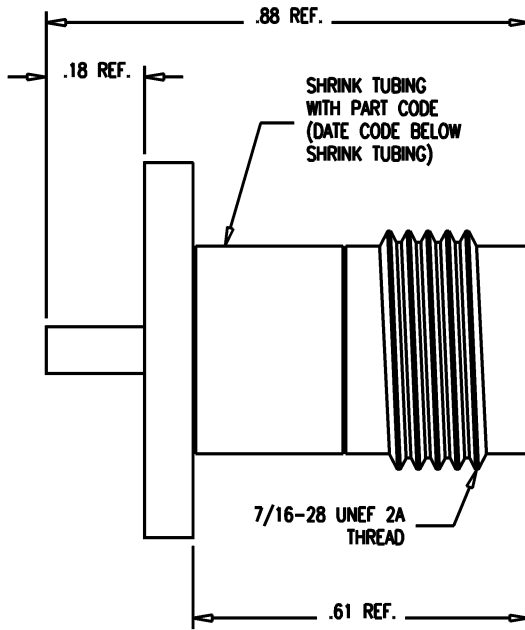 .88 REF.
.18 REF.
SHRINK TUBING
WITH PART CODE
(DATE CODE BELOW
SHRINK TUBING)
7/16-28 UNEF 2A
THREAD
.61 REF.